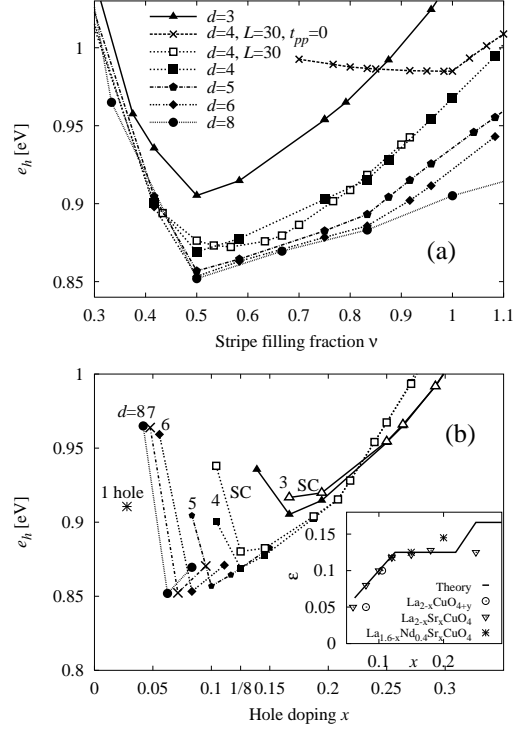 d=3
d=4, L=30, t_pp=0
d=4, L=30
d=4
d=5
d=6
d=8
1
0.95
0.9
0.85
e_h [eV]
(a)
0.3 0.4 0.5 0.6 0.7 0.8 0.9 1 1.1
Stripe filling fraction ν
1
0.95
0.9
0.85
0.8
e_h [eV]
(b)
d=8 7 6
1 hole
5
4
SC
3 SC
0.15
0.10
0.05
0
ε
Theory
La2-xCuO4+y
La2-xSrxCuO4
La1.6-xNd0.4SrxCuO4
0.1 x 0.2
0 0.05 0.1 1/8 0.15 0.2 0.25 0.3
Hole doping x